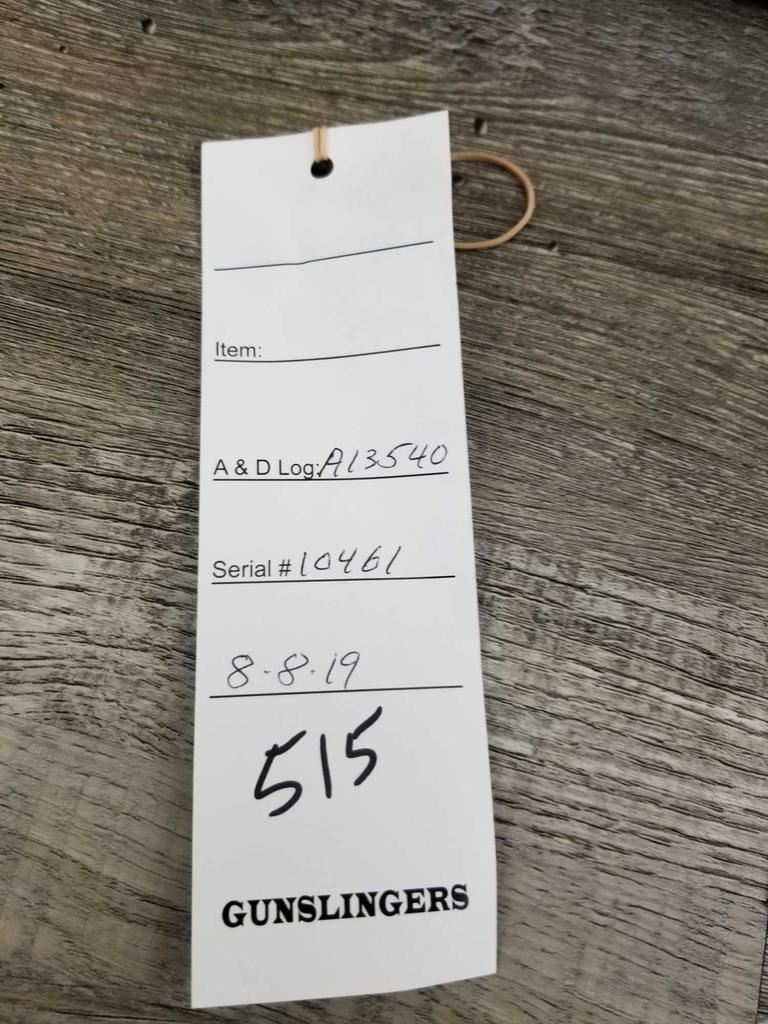 Item:
A & D Log: A13540
Serial # 10461
8-8-19
515
GUNSLINGERS